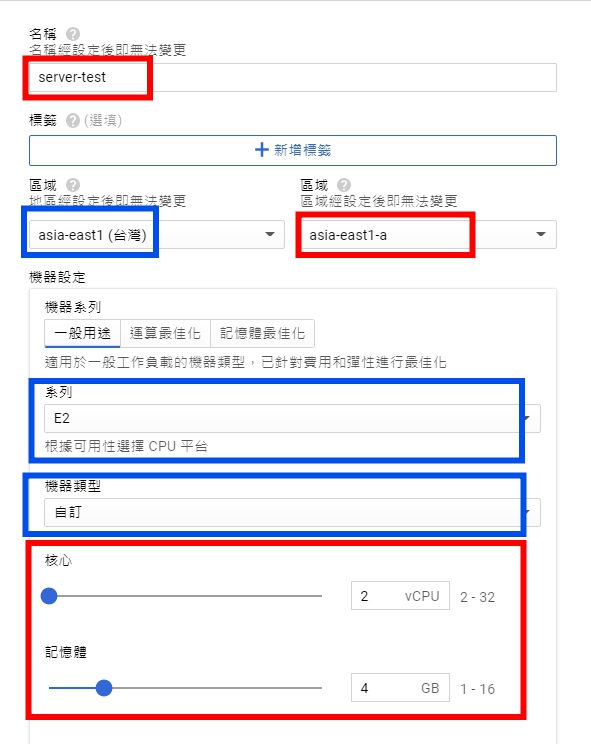 名稱
名稱經設定後即無法變更
server-test
標籤 (選填)
新增標籤
區域 區域
地區經設定後即無法變更 區域經設定後即無法變更
asia-east1 (台灣) asia-east1-a
機器設定
機器系列
一般用途 運算最佳化 記憶體最佳化
適用於一般工作負載的機器類型，已針對費用和彈性進行最佳化
系列
E2
根據可用性選擇 CPU 平台
機器類型
自訂
核心
2 vCPU 2 - 32
記憶體
4 GB 1 - 16